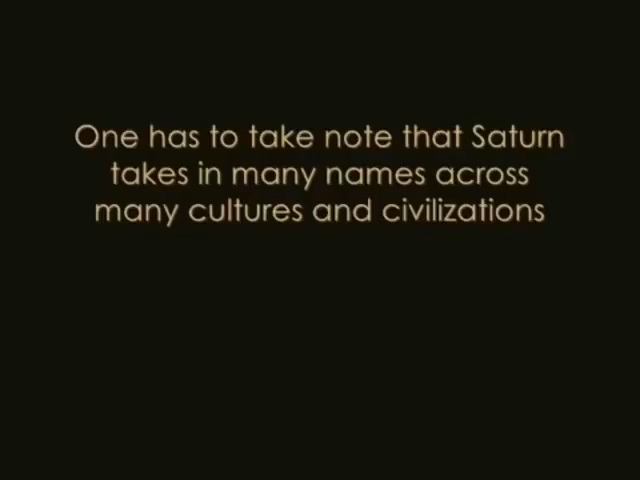 One has to take note that Saturn
takes in many names across
many cultures and civilizations